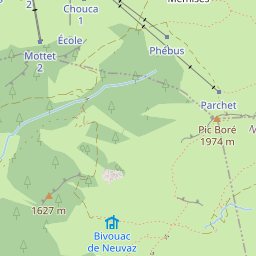 2
Chouca
1
École
Mottet
2
Phébus
Parchet
Pic Boré
1974 m
1627 m
Bivouac
de Neuvaz